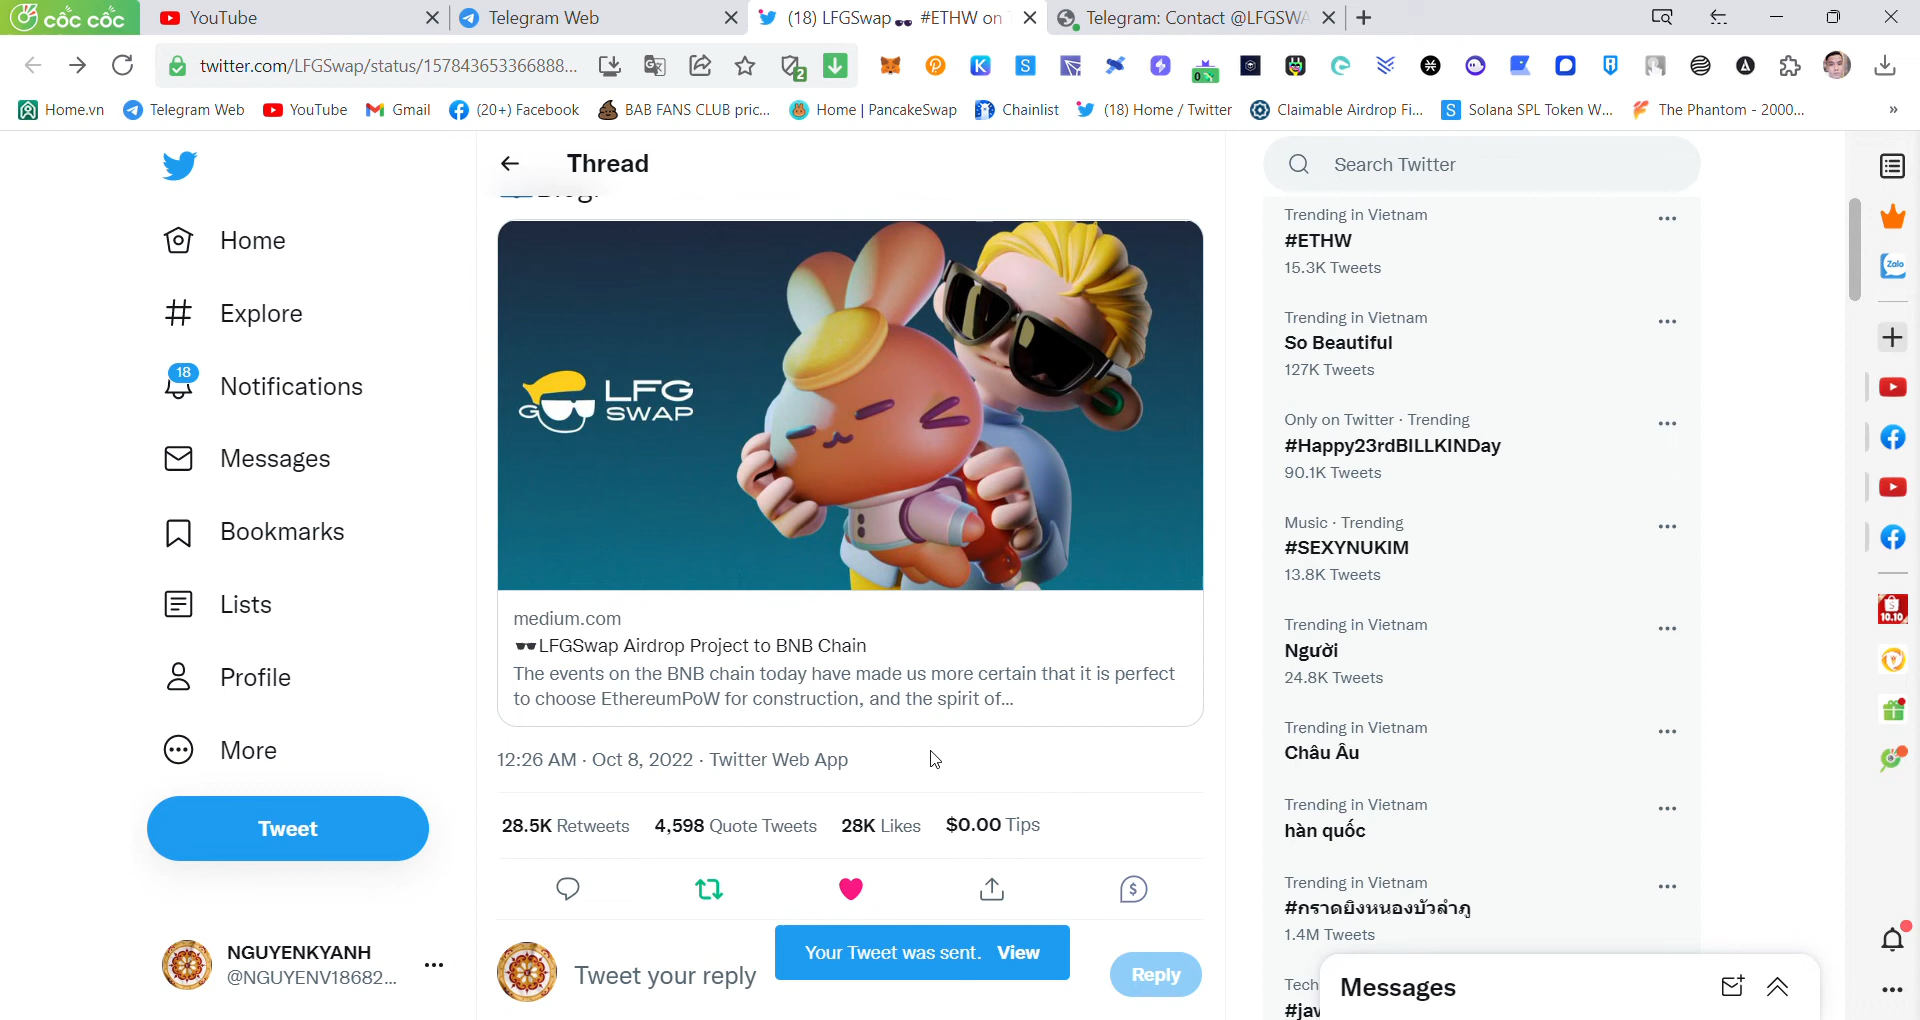 cốc cốc
YouTube
Telegram Web
(18) LFGSwap #ETHW on
Telegram: Contact @LFGSWA
twitter.com/LFGSwap/status/157843653366888...
2
0
Home.vn
Telegram Web
YouTube
Gmail
(20+) Facebook
BAB FANS CLUB pric...
Home | PancakeSwap
Chainlist
(18) Home / Twitter
Claimable Airdrop Fi...
Solana SPL Token W...
The Phantom - 2000...
»
Home
Explore
18
Notifications
Messages
Bookmarks
Lists
Profile
More
Tweet
NGUYENKYANH
@NGUYENV18682...
Thread
LFG
SWAP
medium.com
🕶LFGSwap Airdrop Project to BNB Chain
The events on the BNB chain today have made us more certain that it is perfect
to choose EthereumPoW for construction, and the spirit of...
12:26 AM · Oct 8, 2022 · Twitter Web App
28.5K Retweets 4,598 Quote Tweets 28K Likes $0.00 Tips
Your Tweet was sent. View
Tweet your reply
Reply
Search Twitter
Trending in Vietnam
#ETHW
15.3K Tweets
Trending in Vietnam
So Beautiful
127K Tweets
Only on Twitter · Trending
#Happy23rdBILLKINDay
90.1K Tweets
Music · Trending
#SEXYNUKIM
13.8K Tweets
Trending in Vietnam
Người
24.8K Tweets
Trending in Vietnam
Châu Âu
Trending in Vietnam
hàn quốc
Trending in Vietnam
#กราดยิงหนองบัวลําภู
1.4M Tweets
Tech
#jav
Messages
Zalo
10.10